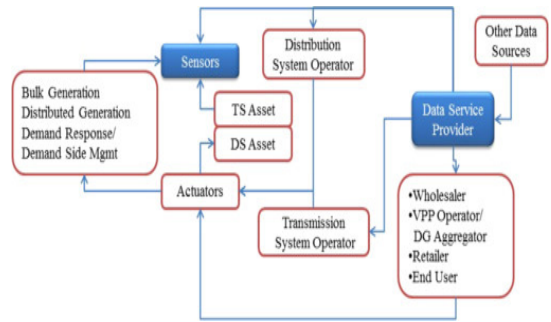 Sensors
Distribution
System Operator
Other Data
Sources
Bulk Generation
Distributed Generation
Demand Response/
Demand Side Mgmt
TS Asset
DS Asset
Data Service
Provider
Actuators
Transmission
System Operator
•Wholesaler
•VPP Operator/
DG Aggregator
•Retailer
•End User